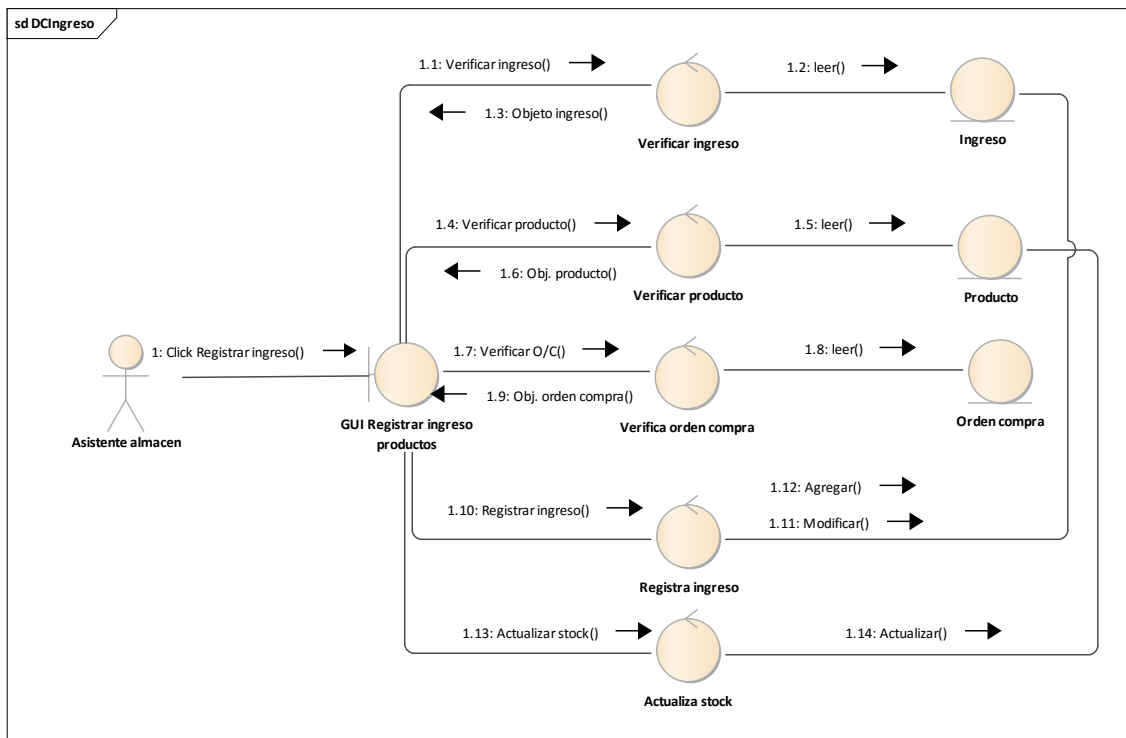 sd DCIngreso
1.1: Verificar ingreso()
1.2: leer()
1.3: Objeto ingreso()
Verificar ingreso
Ingreso
1.4: Verificar producto()
1.5: leer()
1.6: Obj. producto()
Verificar producto
Producto
1: Click Registrar ingreso()
1.7: Verificar O/C()
1.8: leer()
1.9: Obj. orden compra()
Asistente almacen
GUI Registrar ingreso
productos
Verifica orden compra
Orden compra
1.12: Agregar()
1.10: Registrar ingreso()
1.11: Modificar()
Registra ingreso
1.13: Actualizar stock()
1.14: Actualizar()
Actualiza stock